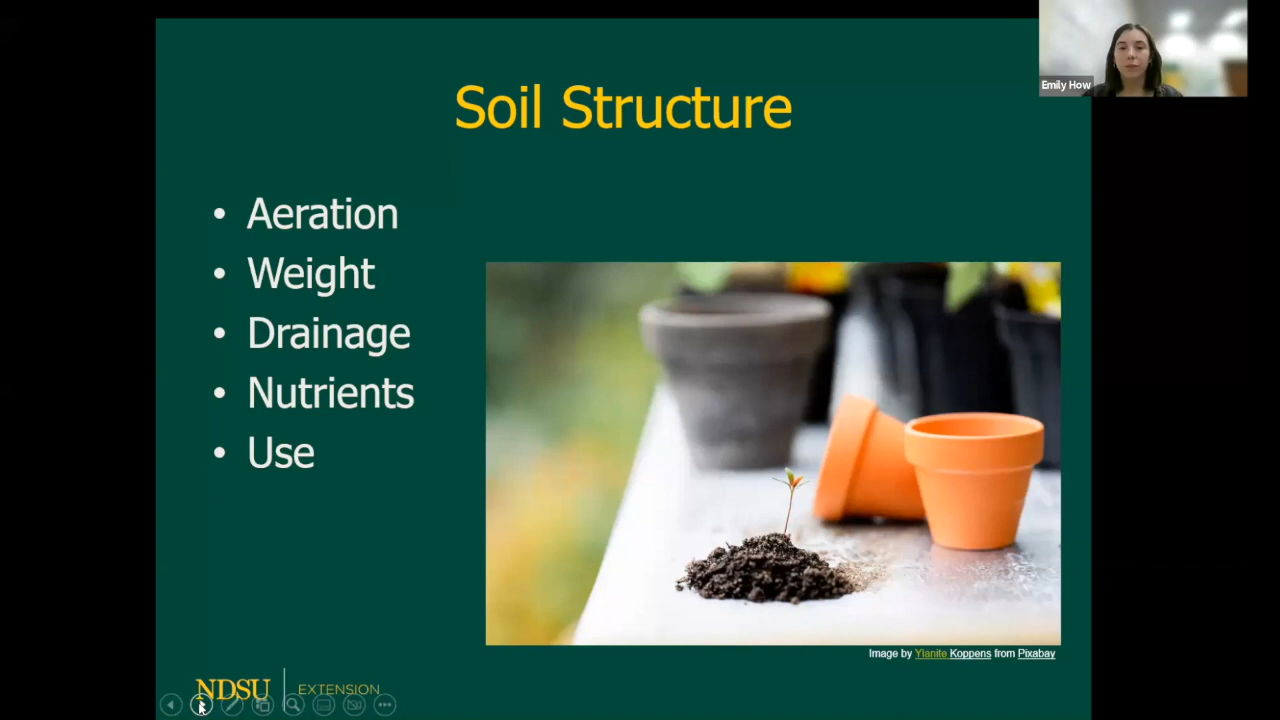 Emily How
Soil Structure
• Aeration
• Weight
• Drainage
• Nutrients
• Use
Image by Ylanite Koppens from Pixabay
NDSU EXTENSION